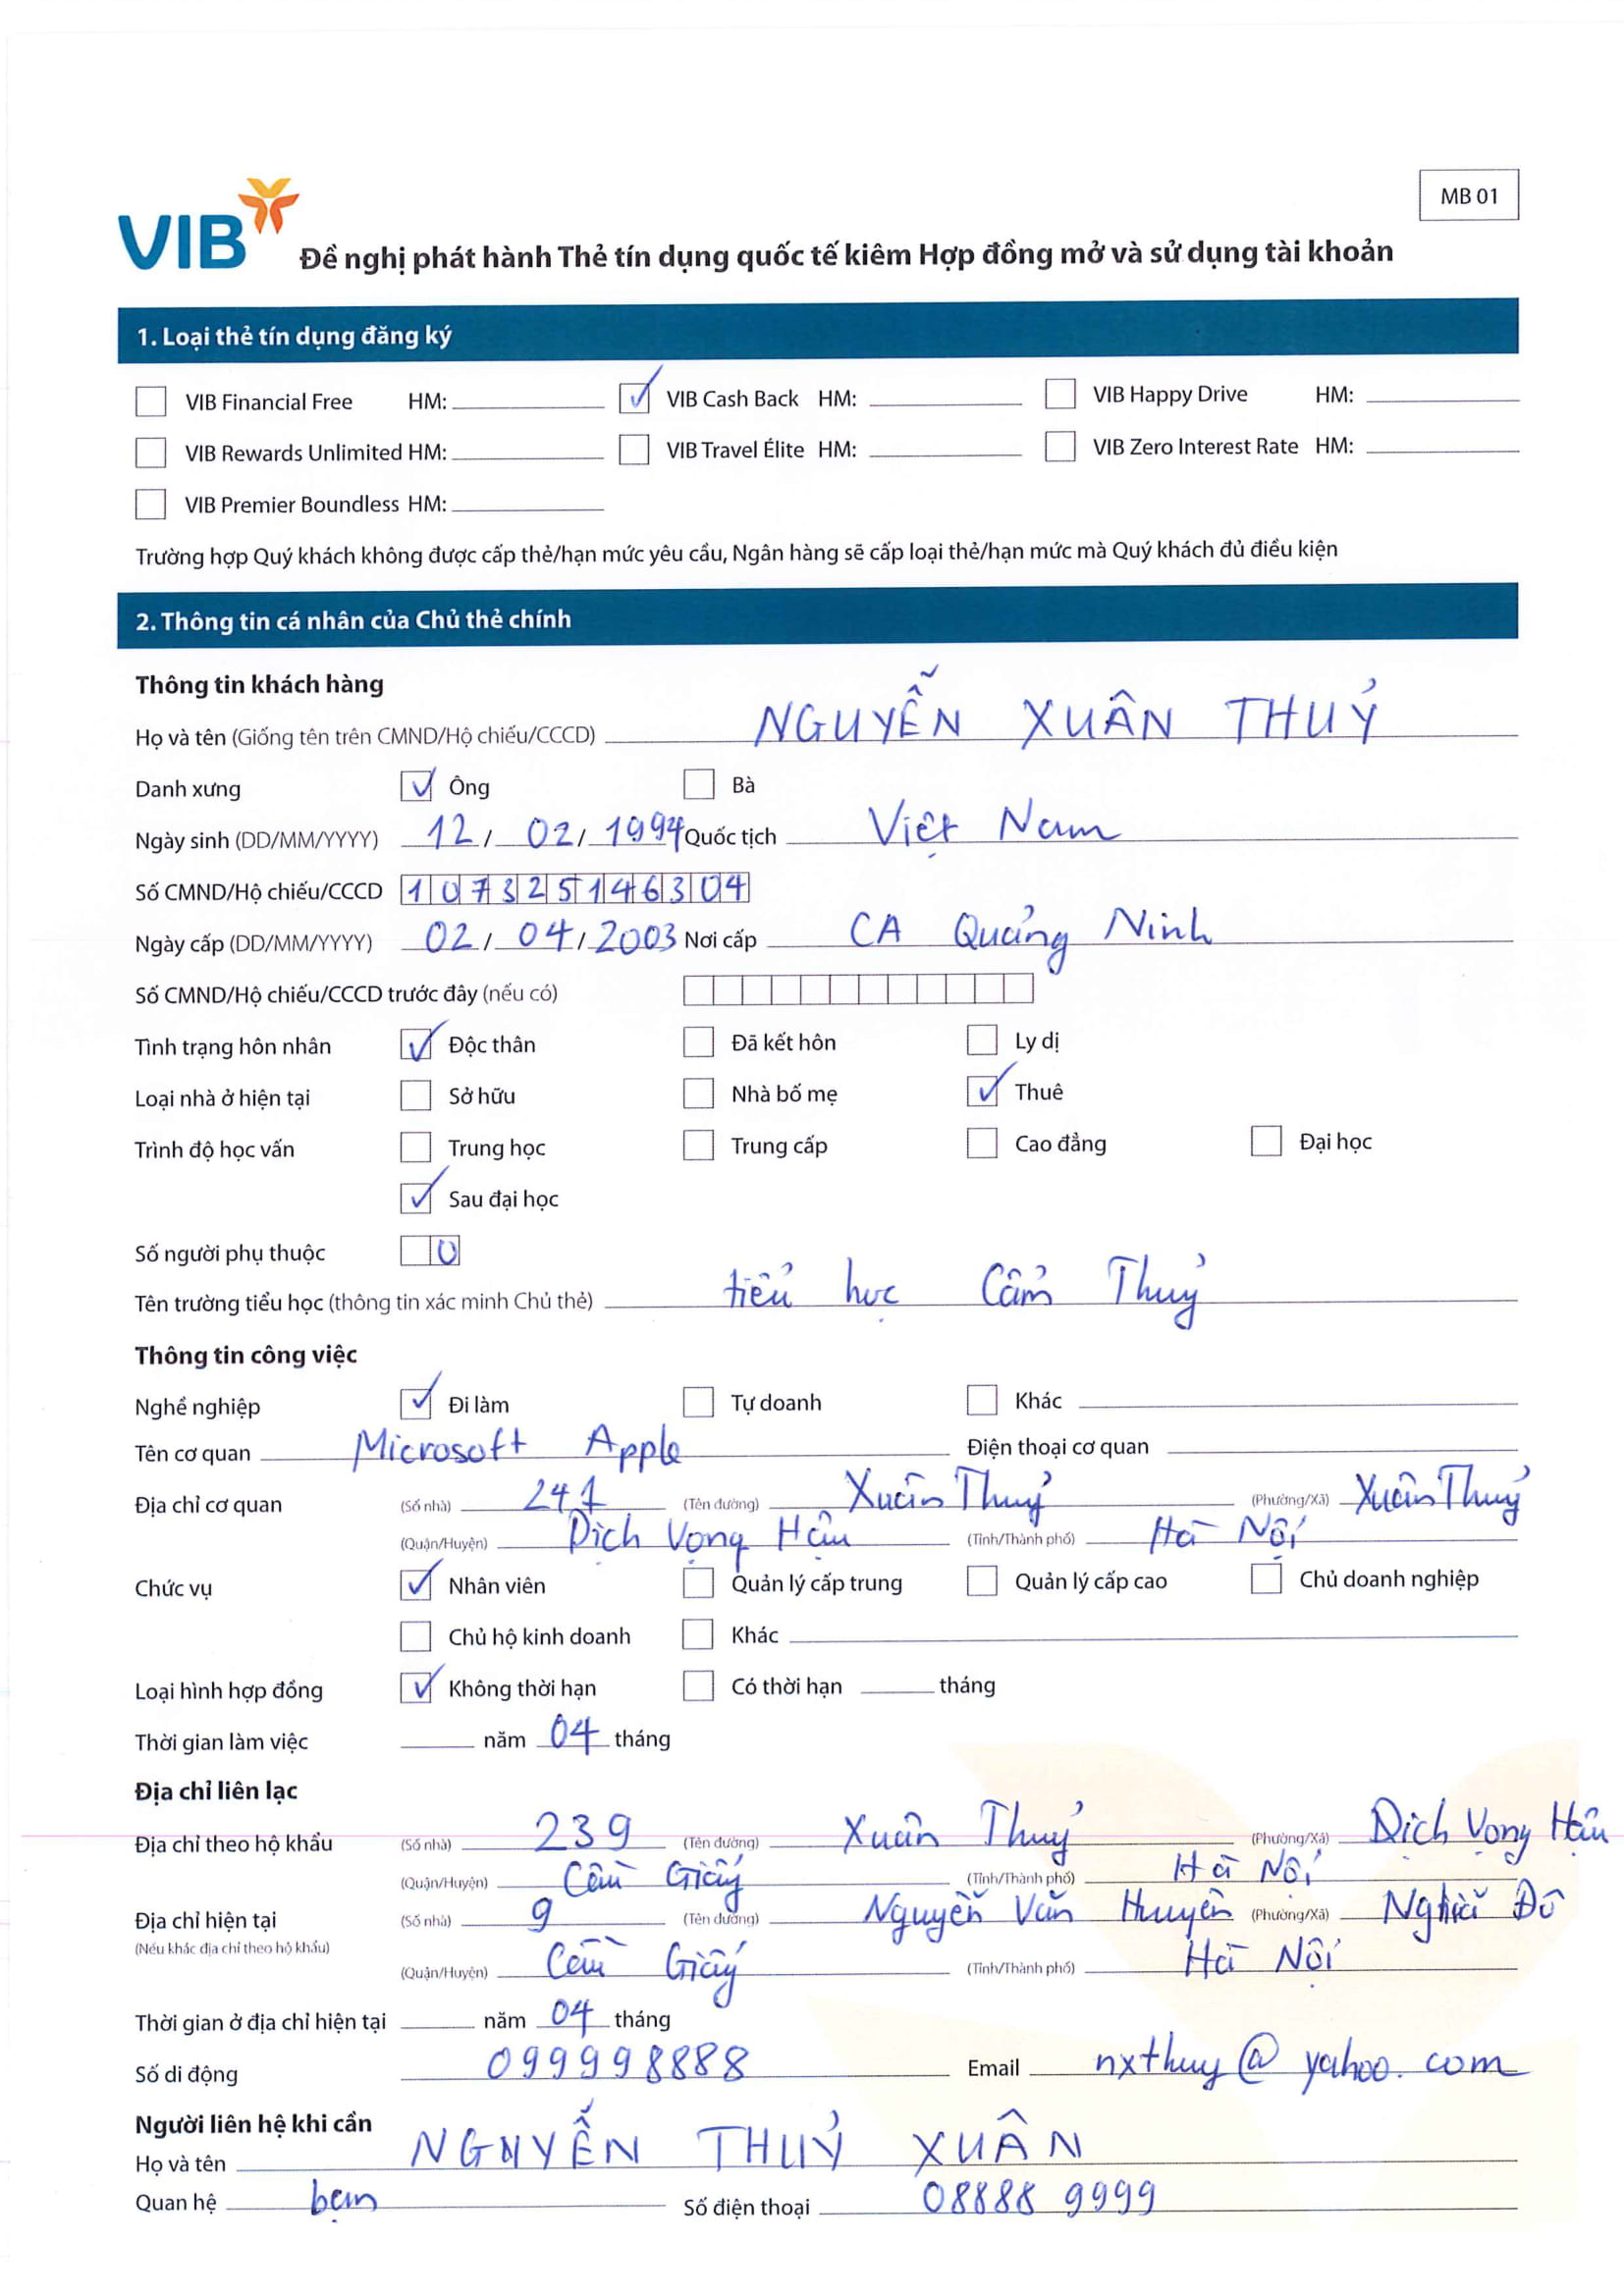 MB 01
VIB
Đề nghị phát hành Thẻ tín dụng quốc tế kiêm Hợp đồng mở và sử dụng tài khoản
1. Loại thẻ tín dụng đăng ký
VIB Financial Free HM: VIB Cash Back HM: VIB Happy Drive HM:
VIB Rewards Unlimited HM: VIB Travel Élite HM: VIB Zero Interest Rate HM:
VIB Premier Boundless HM:
Trường hợp Quý khách không được cấp thẻ/hạn mức yêu cầu, Ngân hàng sẽ cấp loại thẻ/hạn mức mà Quý khách đủ điều kiện
2. Thông tin cá nhân của Chủ thẻ chính
Thông tin khách hàng
Họ và tên (Giống tên trên CMND/Hộ chiếu/CCCD) NGUYỄN XUÂN THUỶ
Danh xưng Ông Bà
Ngày sinh (DD/MM/YYYY) 12 / 02 / 1994 Quốc tịch Việt Nam
Số CMND/Hộ chiếu/CCCD 107325146304
Ngày cấp (DD/MM/YYYY) 02 / 04 / 2003 Nơi cấp CA Quảng Ninh
Số CMND/Hộ chiếu/CCCD trước đây (nếu có)
Tình trạng hôn nhân Độc thân Đã kết hôn Ly dị
Loại nhà ở hiện tại Sở hữu Nhà bố mẹ Thuê
Trình độ học vấn Trung học Trung cấp Cao đẳng Đại học
Sau đại học
Số người phụ thuộc 0
Tên trường tiểu học (thông tin xác minh Chủ thẻ) tiểu học Cẩm Thuỷ
Thông tin công việc
Nghề nghiệp Đi làm Tự doanh Khác
Tên cơ quan Microsoft Apple Điện thoại cơ quan
Địa chỉ cơ quan (Số nhà) 241 (Tên đường) Xuân Thuỷ (Phường/Xã) Xuân Thuỷ
(Quận/Huyện) Dịch Vọng Hậu (Tỉnh/Thành phố) Hà Nội
Chức vụ Nhân viên Quản lý cấp trung Quản lý cấp cao Chủ doanh nghiệp
Chủ hộ kinh doanh Khác
Loại hình hợp đồng Không thời hạn Có thời hạn tháng
Thời gian làm việc năm 04 tháng
Địa chỉ liên lạc
Địa chỉ theo hộ khẩu (Số nhà) 239 (Tên đường) Xuân Thuỷ (Phường/Xã) Dịch Vọng Hậu
(Quận/Huyện) Cầu Giấy (Tỉnh/Thành phố) Hà Nội
Địa chỉ hiện tại (Số nhà) 9 (Tên đường) Nguyễn Văn Huyên (Phường/Xã) Nghĩa Đô
(Nếu khác địa chỉ theo hộ khẩu)
(Quận/Huyện) Cầu Giấy (Tỉnh/Thành phố) Hà Nội
Thời gian ở địa chỉ hiện tại năm 04 tháng
Số di động 099998888 Email nxthuy@yahoo.com
Người liên hệ khi cần
Họ và tên NGUYỄN THUỶ XUÂN
Quan hệ bạn Số điện thoại 08888 9999